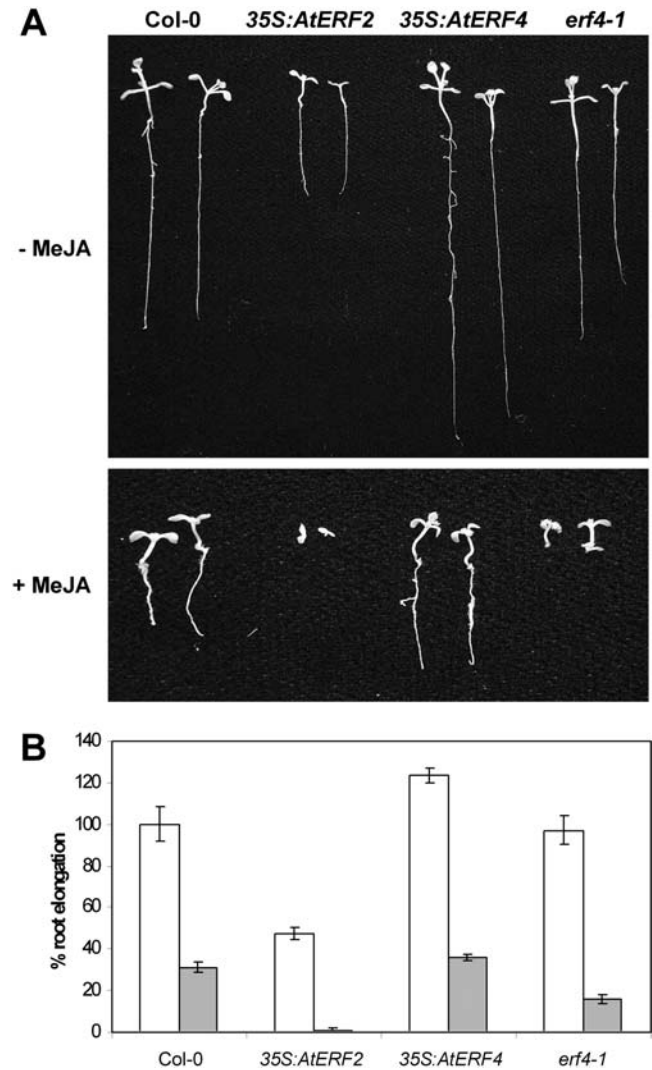 A
Col-0 35S:AtERF2 35S:AtERF4 erf4-1
- MeJA
+ MeJA
B
% root elongation
140
120
100
80
60
40
20
0
Col-0 35S:AtERF2 35S:AtERF4 erf4-1